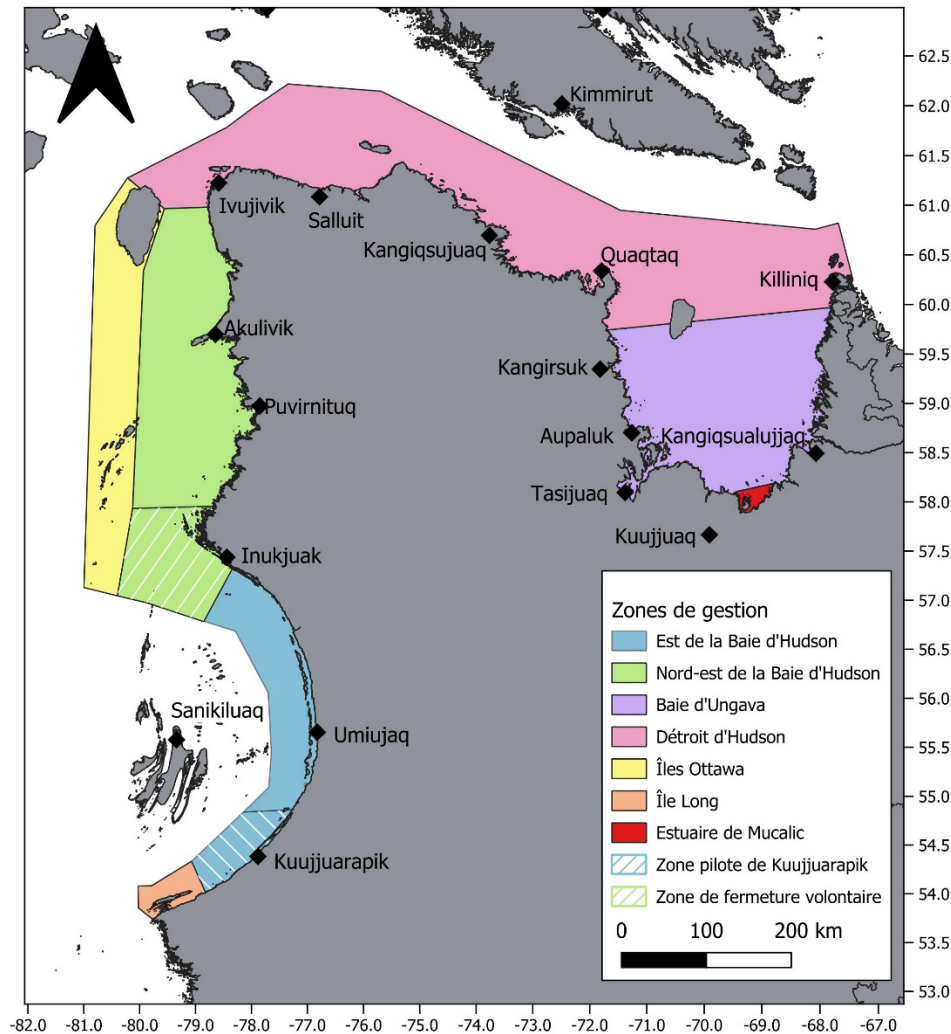 Kimmirut
Ivujivik
Salluit
Kangiqsujuaq
Quaqtaq
Killiniq
Akulivik
Kangirsuk
Puvirnituq
Aupaluk
Kangiqsualujjaq
Tasijuaq
Kuujjuaq
Inukjuak
Sanikiluaq
Umiujaq
Kuujjuarapik
Zones de gestion
Est de la Baie d'Hudson
Nord-est de la Baie d'Hudson
Baie d'Ungava
Détroit d'Hudson
Îles Ottawa
Île Long
Estuaire de Mucalic
Zone pilote de Kuujjuarapik
Zone de fermeture volontaire
0 100 200 km
62.5
62.0
61.5
61.0
60.5
60.0
59.5
59.0
58.5
58.0
57.5
57.0
56.5
56.0
55.5
55.0
54.5
54.0
53.5
53.0
-82.0 -81.0 -80.0 -79.0 -78.0 -77.0 -76.0 -75.0 -74.0 -73.0 -72.0 -71.0 -70.0 -69.0 -68.0 -67.0